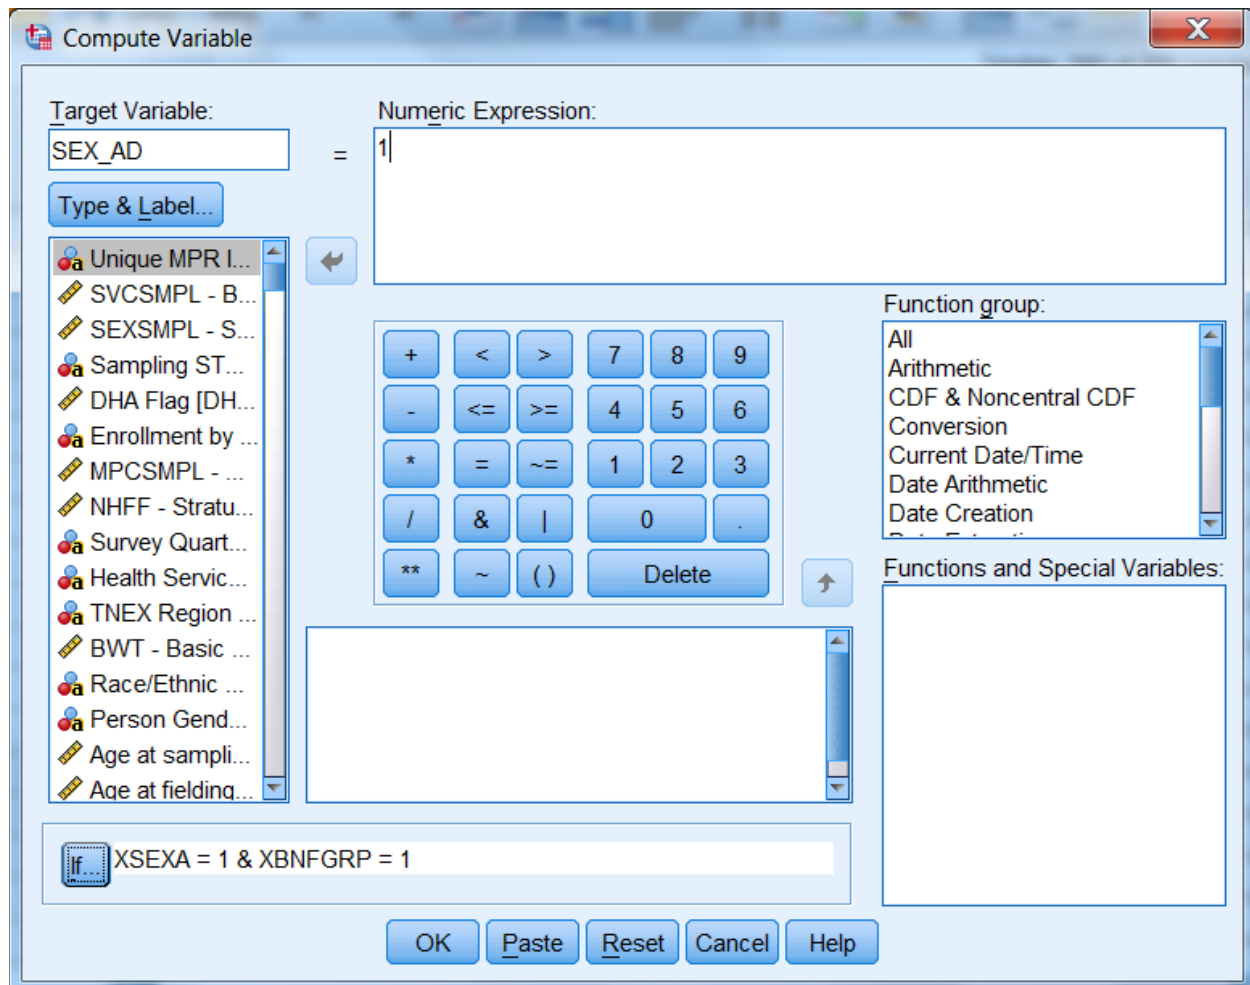 Compute Variable
X
Target Variable:
SEX_AD
=
Numeric Expression:
1
Type & Label...
a Unique MPR I...
SVCSMPL - B...
SEXSMPL - S...
a Sampling ST...
DHA Flag [DH...
a Enrollment by ...
MPCSMPL - ...
NHFF - Stratu...
a Survey Quart...
a Health Servic...
a TNEX Region ...
BWT - Basic ...
a Race/Ethnic ...
a Person Gend...
Age at sampli...
Age at fielding...
+ < > 7 8 9
- <= >= 4 5 6
* = ~= 1 2 3
/ & | 0 .
** ~ ( ) Delete
Function group:
All
Arithmetic
CDF & Noncentral CDF
Conversion
Current Date/Time
Date Arithmetic
Date Creation
Functions and Special Variables:
If... XSEXA = 1 & XBNFGRP = 1
OK Paste Reset Cancel Help